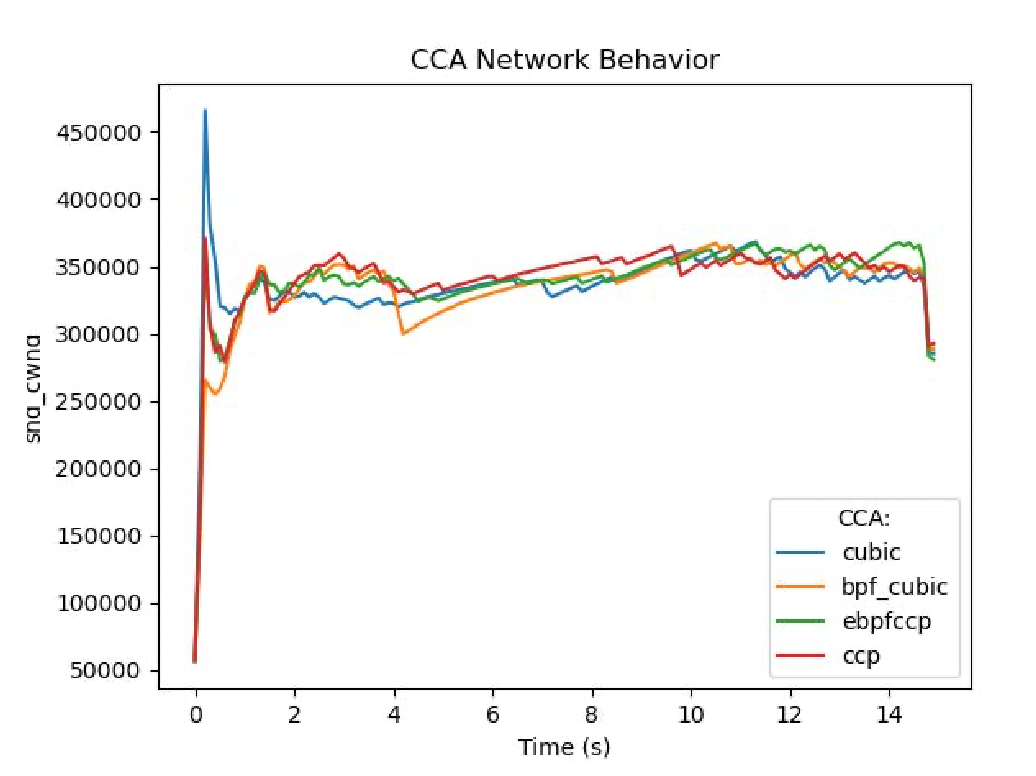 CCA Network Behavior
snd_cwnd
450000
400000
350000
300000
250000
200000
150000
100000
50000
0 2 4 6 8 10 12 14
Time (s)
CCA:
cubic
bpf_cubic
ebpfccp
ccp